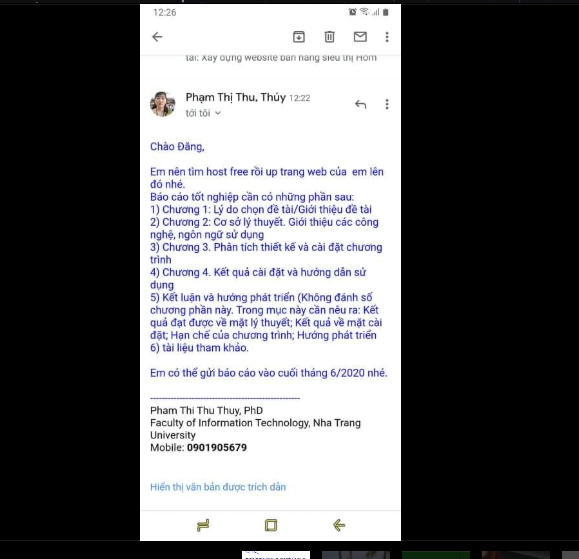 12:26
tài: Xây dựng website bán hàng siêu thị Hom
Phạm Thị Thu, Thúy 12:22
tới tôi
Chào Đăng,
Em nên tìm host free rồi up trang web của em lên
đó nhé.
Báo cáo tốt nghiệp cần có những phần sau:
1) Chương 1: Lý do chọn đề tài/Giới thiệu đề tài
2) Chương 2: Cơ sở lý thuyết. Giới thiệu các công
nghệ, ngôn ngữ sử dụng
3) Chương 3. Phân tích thiết kế và cài đặt chương
trình
4) Chương 4. Kết quả cài đặt và hướng dẫn sử
dụng
5) Kết luận và hướng phát triển (Không đánh số
chương phần này. Trong mục này cần nêu ra: Kết
quả đạt được về mặt lý thuyết; Kết quả về mặt cài
đặt; Hạn chế của chương trình; Hướng phát triển
6) tài liệu tham khảo.
Em có thể gửi báo cáo vào cuối tháng 6/2020 nhé.
--------------------------------------------------
Pham Thi Thu Thuy, PhD
Faculty of Information Technology, Nha Trang
University
Mobile: 0901905679
Hiển thị văn bản được trích dẫn